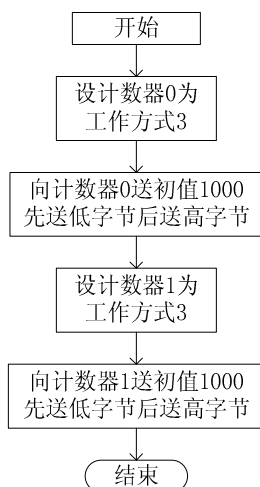 开始
设计数器0为
工作方式3
向计数器0送初值1000
先送低字节后送高字节
设计数器1为
工作方式3
向计数器1送初值1000
先送低字节后送高字节
结束